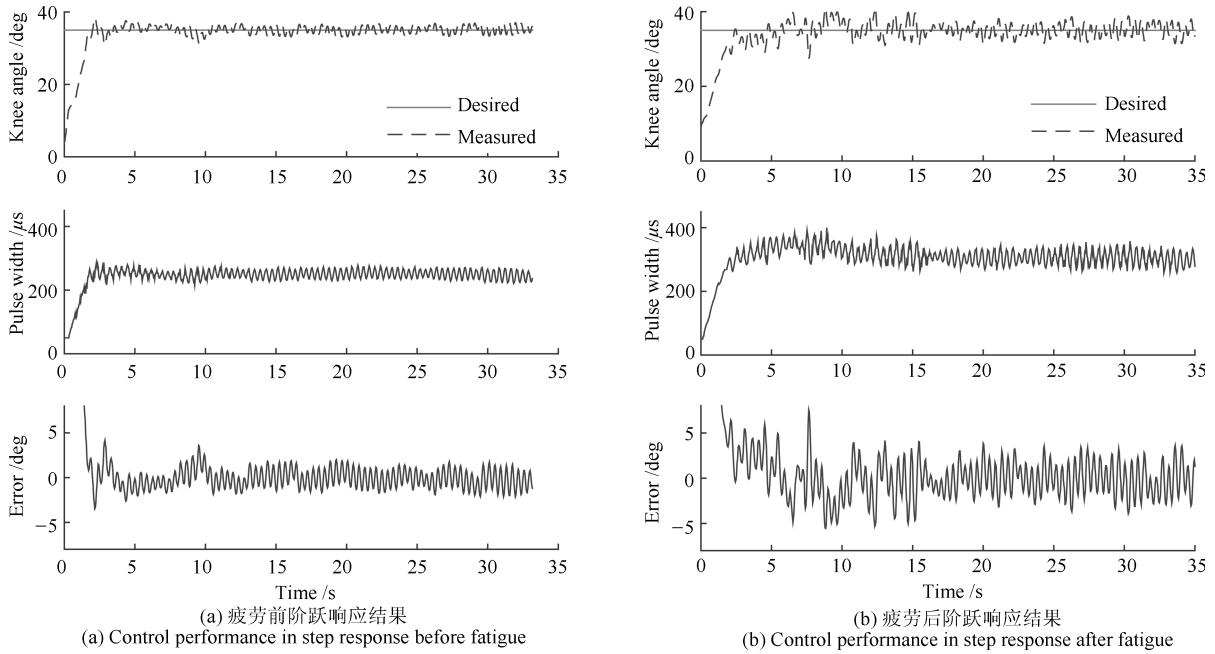 40
20
0
Knee angle /deg
Desired
Measured
0 5 10 15 20 25 30 35
400
200
0
Pulse width /μs
0 5 10 15 20 25 30 35
5
0
−5
Error /deg
0 5 10 15 20 25 30 35
Time /s
(a) 疲劳前阶跃响应结果
(a) Control performance in step response before fatigue
40
20
0
Knee angle /deg
Desired
Measured
0 5 10 15 20 25 30 35
400
200
0
Pulse width /μs
0 5 10 15 20 25 30 35
5
0
−5
Error /deg
0 5 10 15 20 25 30 35
Time /s
(b) 疲劳后阶跃响应结果
(b) Control performance in step response after fatigue